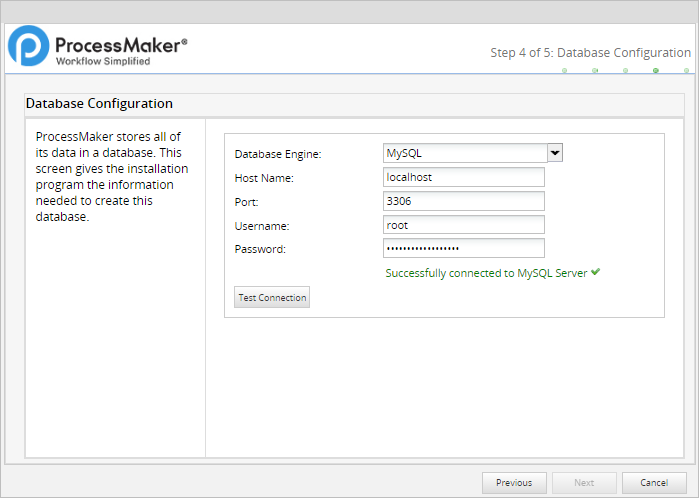 ProcessMaker®
Workflow Simplified
Step 4 of 5: Database Configuration
Database Configuration
ProcessMaker stores all of
its data in a database. This
screen gives the installation
program the information
needed to create this
database.
Database Engine: MySQL
Host Name: localhost
Port: 3306
Username: root
Password: ••••••••••••••••••
Successfully connected to MySQL Server ✔
Test Connection
Previous Next Cancel